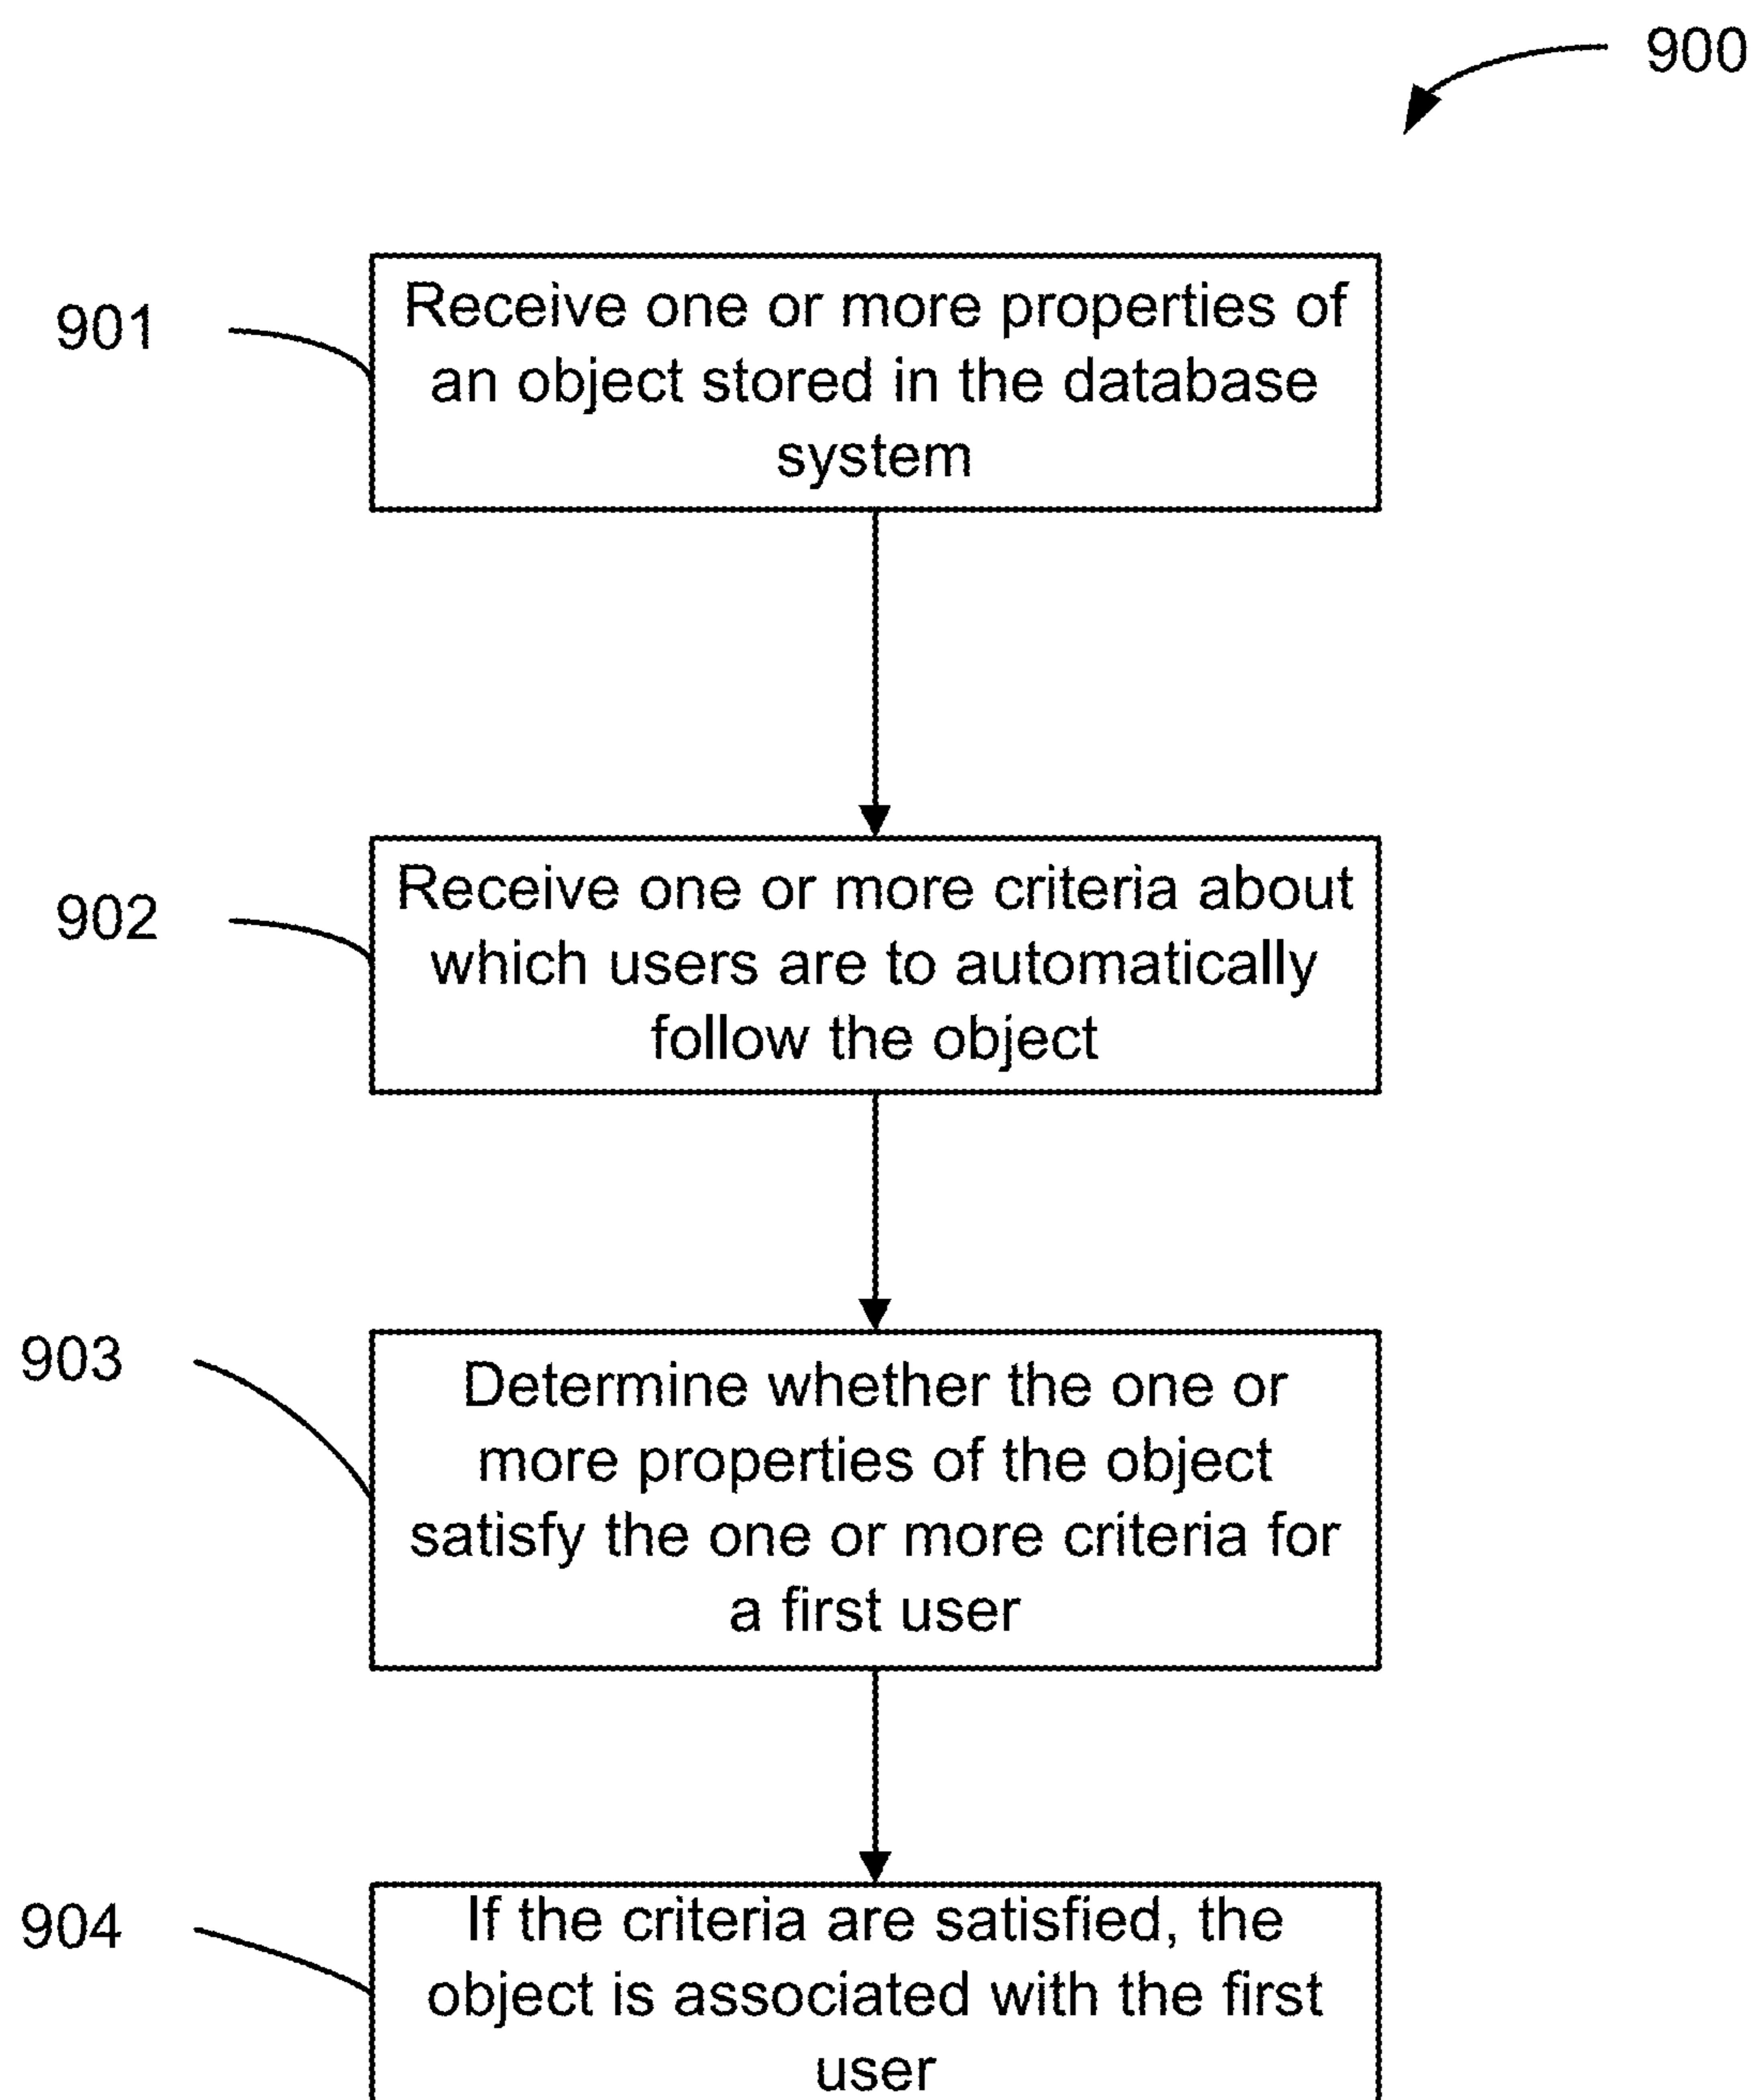 900
901
Receive one or more properties of
an object stored in the database
system
902
Receive one or more criteria about
which users are to automatically
follow the object
903
Determine whether the one or
more properties of the object
satisfy the one or more criteria for
a first user
904
If the criteria are satisfied, the
object is associated with the first
user